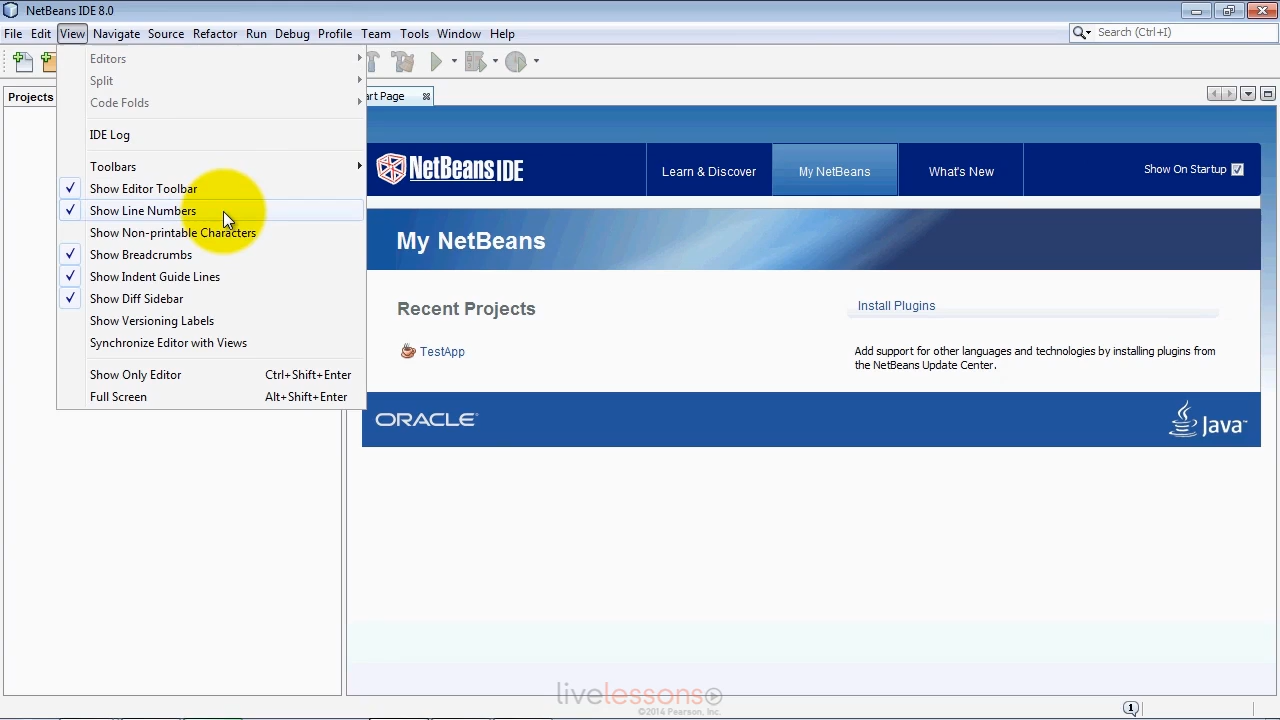 NetBeans IDE 8.0
File Edit View Navigate Source Refactor Run Debug Profile Team Tools Window Help
Search (Ctrl+I)
Projects
art Page
Editors
Split
Code Folds
IDE Log
Toolbars
Show Editor Toolbar
Show Line Numbers
Show Non-printable Characters
Show Breadcrumbs
Show Indent Guide Lines
Show Diff Sidebar
Show Versioning Labels
Synchronize Editor with Views
Show Only Editor Ctrl+Shift+Enter
Full Screen Alt+Shift+Enter
NetBeans IDE
Learn & Discover
My NetBeans
What's New
Show On Startup
My NetBeans
Recent Projects
TestApp
Install Plugins
Add support for other languages and technologies by installing plugins from
the NetBeans Update Center.
ORACLE
Java
livelessons
©2014 Pearson, Inc.
1